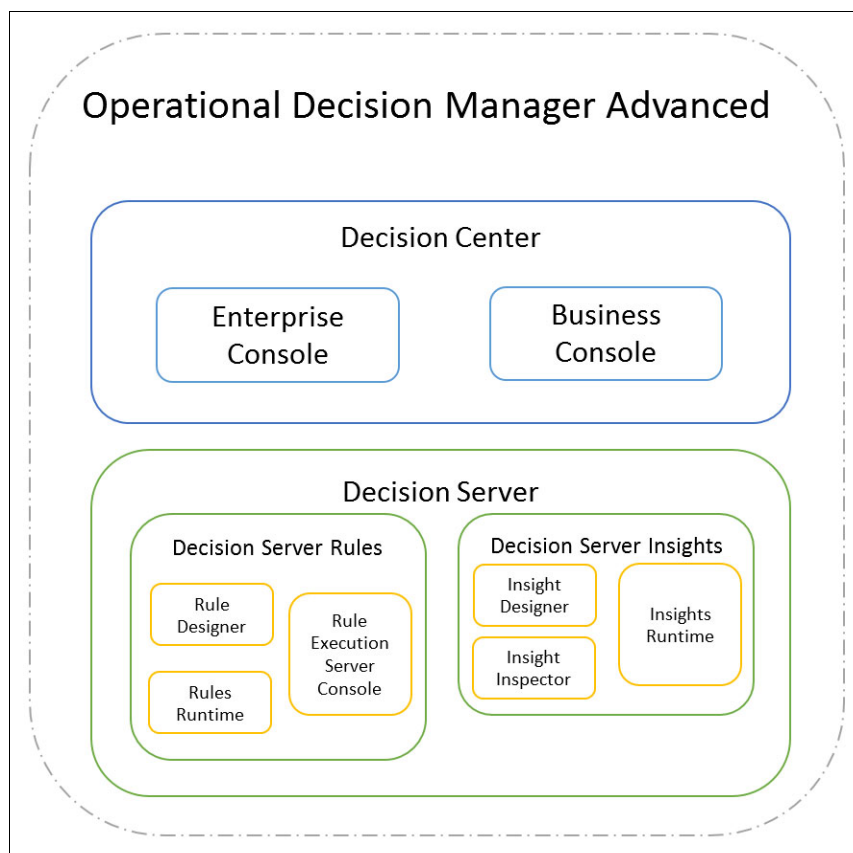 Operational Decision Manager Advanced
Decision Center
Enterprise
Console
Business
Console
Decision Server
Decision Server Rules
Rule
Designer
Rules
Runtime
Rule
Execution
Server
Console
Decision Server Insights
Insight
Designer
Insight
Inspector
Insights
Runtime